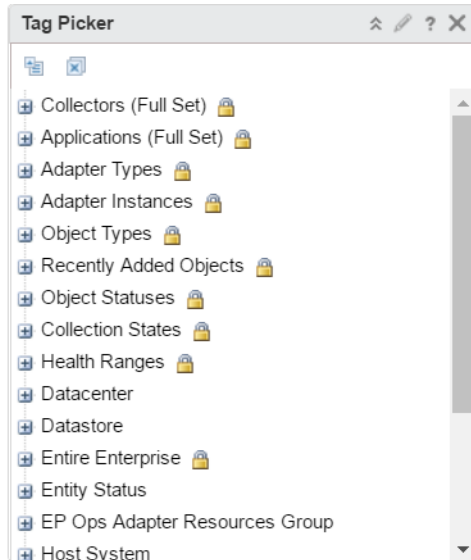 Tag Picker ?
Collectors (Full Set)
Applications (Full Set)
Adapter Types
Adapter Instances
Object Types
Recently Added Objects
Object Statuses
Collection States
Health Ranges
Datacenter
Datastore
Entire Enterprise
Entity Status
EP Ops Adapter Resources Group
Host System